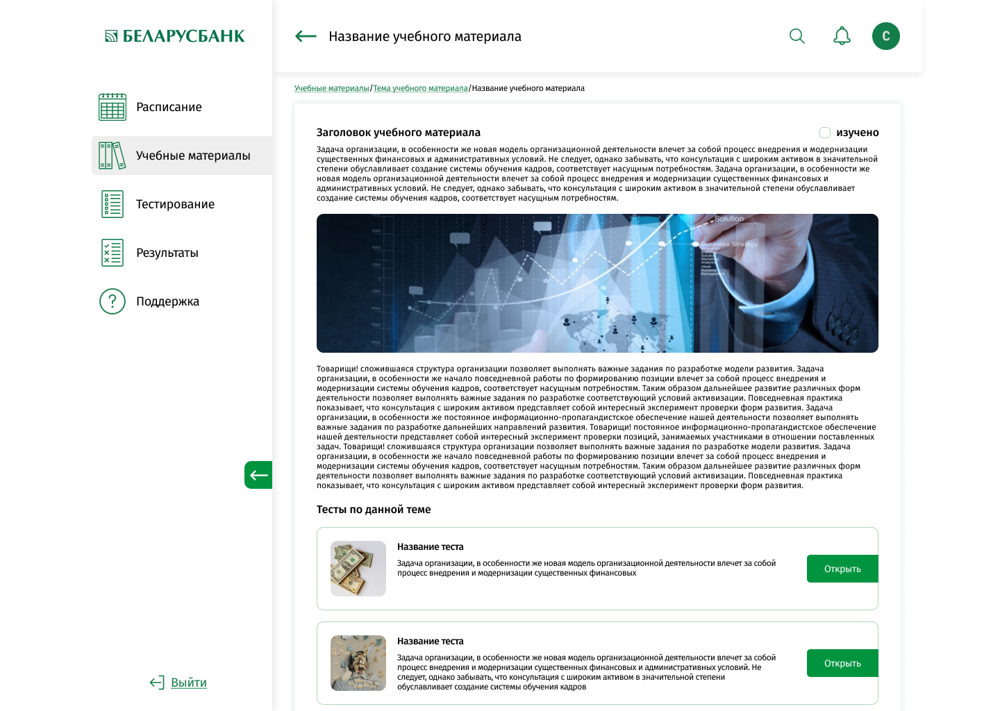 БЕЛАРУСБАНК
Название учебного материала
С
Расписание
Учебные материалы
Тестирование
Результаты
Поддержка
Выйти
Учебные материалы/Тема учебного материала/Название учебного материала
Заголовок учебного материала
изучено
Задача организации, в особенности же новая модель организационной деятельности влечет за собой процесс внедрения и модернизации
существенных финансовых и административных условий. Не следует, однако забывать, что консультация с широким активом в значительной
степени обуславливает создание системы обучения кадров, соответствует насущным потребностям. Задача организации, в особенности же
новая модель организационной деятельности влечет за собой процесс внедрения и модернизации существенных финансовых и
административных условий. Не следует, однако забывать, что консультация с широким активом в значительной степени обуславливает
создание системы обучения кадров, соответствует насущным потребностям.
Solution
Business Strategy
Solution
Marketing
Analysis
Ideas
Success
Management
Товарищи! сложившаяся структура организации позволяет выполнять важные задания по разработке модели развития. Задача
организации, в особенности же начало повседневной работы по формированию позиции влечет за собой процесс внедрения и
модернизации системы обучения кадров, соответствует насущным потребностям. Таким образом дальнейшее развитие различных форм
деятельности позволяет выполнять важные задания по разработке соответствующий условий активизации. Повседневная практика
показывает, что консультация с широким активом представляет собой интересный эксперимент проверки форм развития. Задача
организации, в особенности же постоянное информационно-пропагандистское обеспечение нашей деятельности позволяет выполнять
важные задания по разработке дальнейших направлений развития. Товарищи! постоянное информационно-пропагандистское обеспечение
нашей деятельности представляет собой интересный эксперимент проверки позиций, занимаемых участниками в отношении поставленных
задач. Товарищи! сложившаяся структура организации позволяет выполнять важные задания по разработке модели развития. Задача
организации, в особенности же начало повседневной работы по формированию позиции влечет за собой процесс внедрения и
модернизации системы обучения кадров, соответствует насущным потребностям. Таким образом дальнейшее развитие различных форм
деятельности позволяет выполнять важные задания по разработке соответствующий условий активизации. Повседневная практика
показывает, что консультация с широким активом представляет собой интересный эксперимент проверки форм развития.
Тесты по данной теме
Название теста
Задача организации, в особенности же новая модель организационной деятельности влечет за собой
процесс внедрения и модернизации существенных финансовых
Открыть
Название теста
Задача организации, в особенности же новая модель организационной деятельности влечет за собой
процесс внедрения и модернизации существенных финансовых и административных условий. Не
следует, однако забывать, что консультация с широким активом в значительной степени
обуславливает создание системы обучения кадров
Открыть